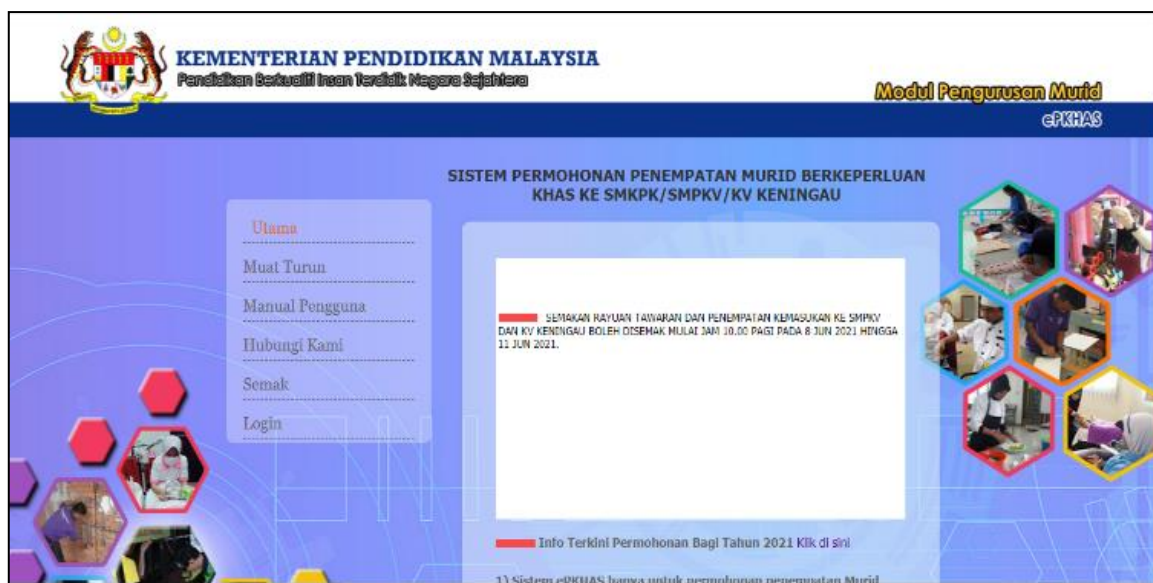 KEMENTERIAN PENDIDIKAN MALAYSIA
Pendidikan Berkualiti Insan Terdidik Negara Sejahtera
Modul Pengurusan Murid
ePKHAS
SISTEM PERMOHONAN PENEMPATAN MURID BERKEPERLUAN
KHAS KE SMKPK/SMPKV/KV KENINGAU
Utama
Muat Turun
Manual Pengguna
Hubungi Kami
Semak
Login
SEMAKAN RAYUAN TAWARAN DAN PENEMPATAN KEMASUKAN KE SMPKV
DAN KV KENINGAU BOLEH DISEMAK MULAI JAM 10.00 PAGI PADA 8 JUN 2021 HINGGA
11 JUN 2021.
Info Terkini Permohonan Bagi Tahun 2021 Klik di sini
1) Sistem ePKHAS hanya untuk permohonan penempatan Murid